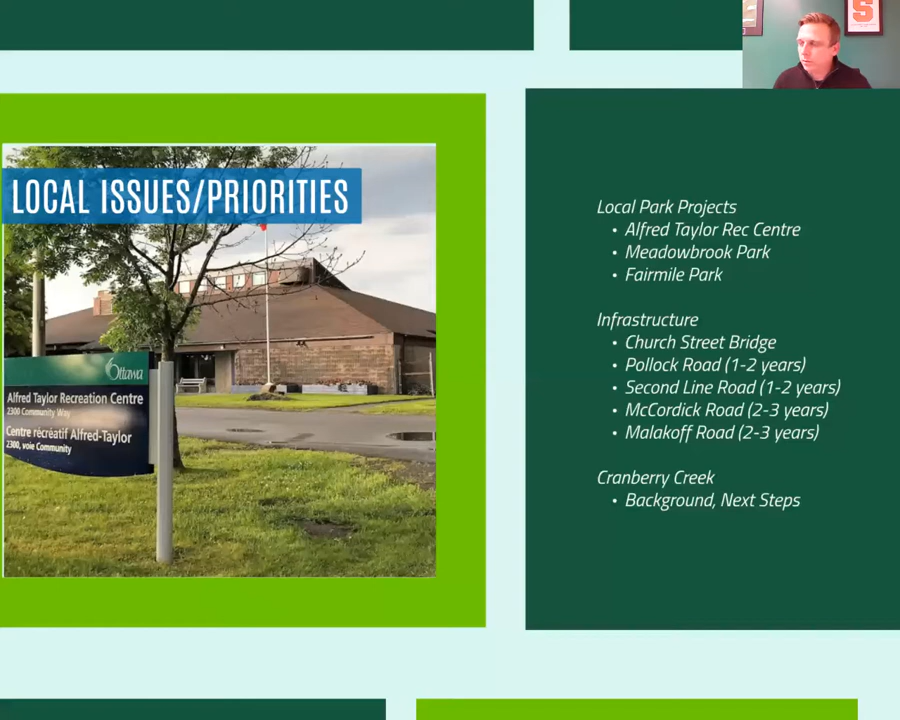 S
LOCAL ISSUES/PRIORITIES
Ottawa
Alfred Taylor Recreation Centre
2300 Community Way
Centre récréatif Alfred-Taylor
2300, voie Community
Local Park Projects
• Alfred Taylor Rec Centre
• Meadowbrook Park
• Fairmile Park
Infrastructure
• Church Street Bridge
• Pollock Road (1-2 years)
• Second Line Road (1-2 years)
• McCordick Road (2-3 years)
• Malakoff Road (2-3 years)
Cranberry Creek
• Background, Next Steps